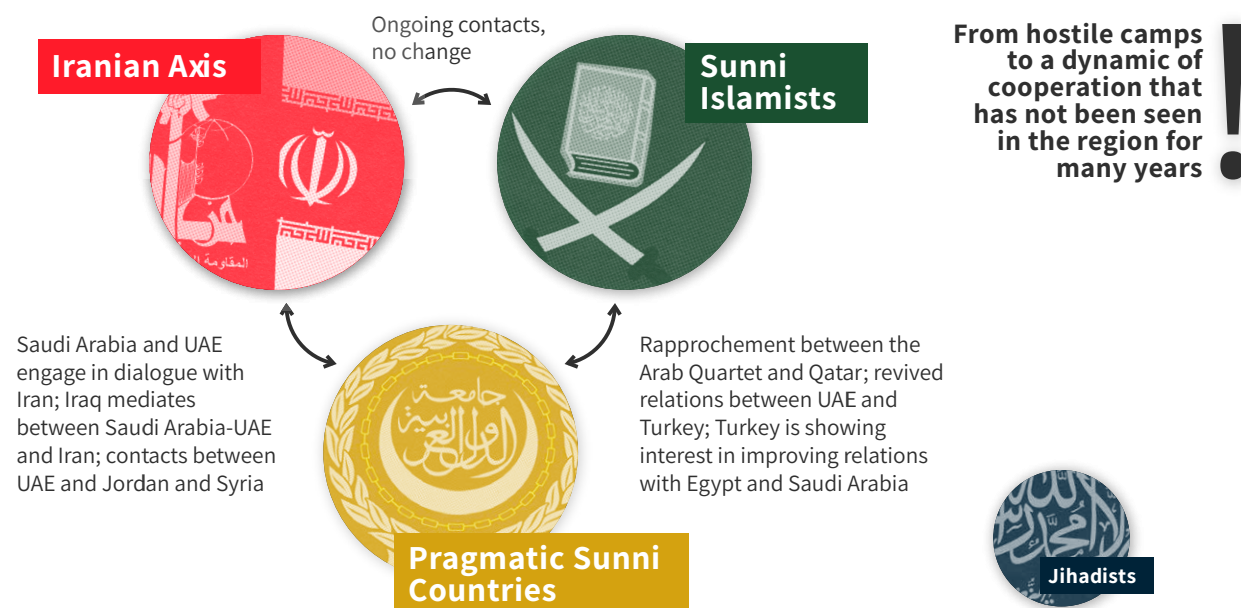 Ongoing contacts,
no change
Iranian Axis
Sunni
Islamists
From hostile camps
to a dynamic of
cooperation that
has not been seen
in the region for
many years
!
المقاومة
Saudi Arabia and UAE
engage in dialogue with
Iran; Iraq mediates
between Saudi Arabia-UAE
and Iran; contacts between
UAE and Jordan and Syria
جامعة
الدول العربية
Rapprochement between the
Arab Quartet and Qatar; revived
relations between UAE and
Turkey; Turkey is showing
interest in improving relations
with Egypt and Saudi Arabia
Pragmatic Sunni
Countries
Jihadists